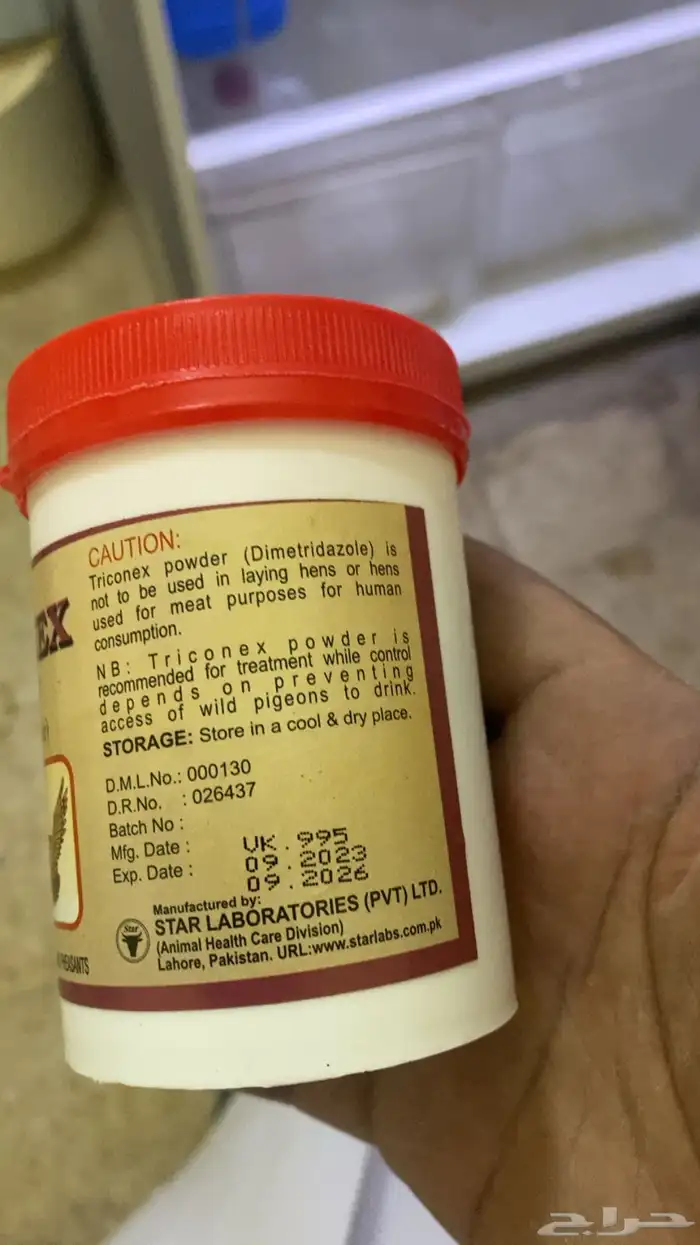 EX
CAUTION:
Triconex powder (Dimetridazole) is
not to be used in laying hens or hens
used for meat purposes for human
consumption.
NB: Triconex powder is
recommended for treatment while control
depends on preventing
access of wild pigeons to drink.
STORAGE: Store in a cool & dry place.
D.M.L.No.: 000130
D.R.No. : 026437
Batch No :
Mfg. Date : VK . 995
Exp. Date : 09 . 2023
09 . 2026
Manufactured by:
Star
STAR LABORATORIES (PVT) LTD.
(Animal Health Care Division)
Lahore, Pakistan. URL:www.starlabs.com.pk
حراج